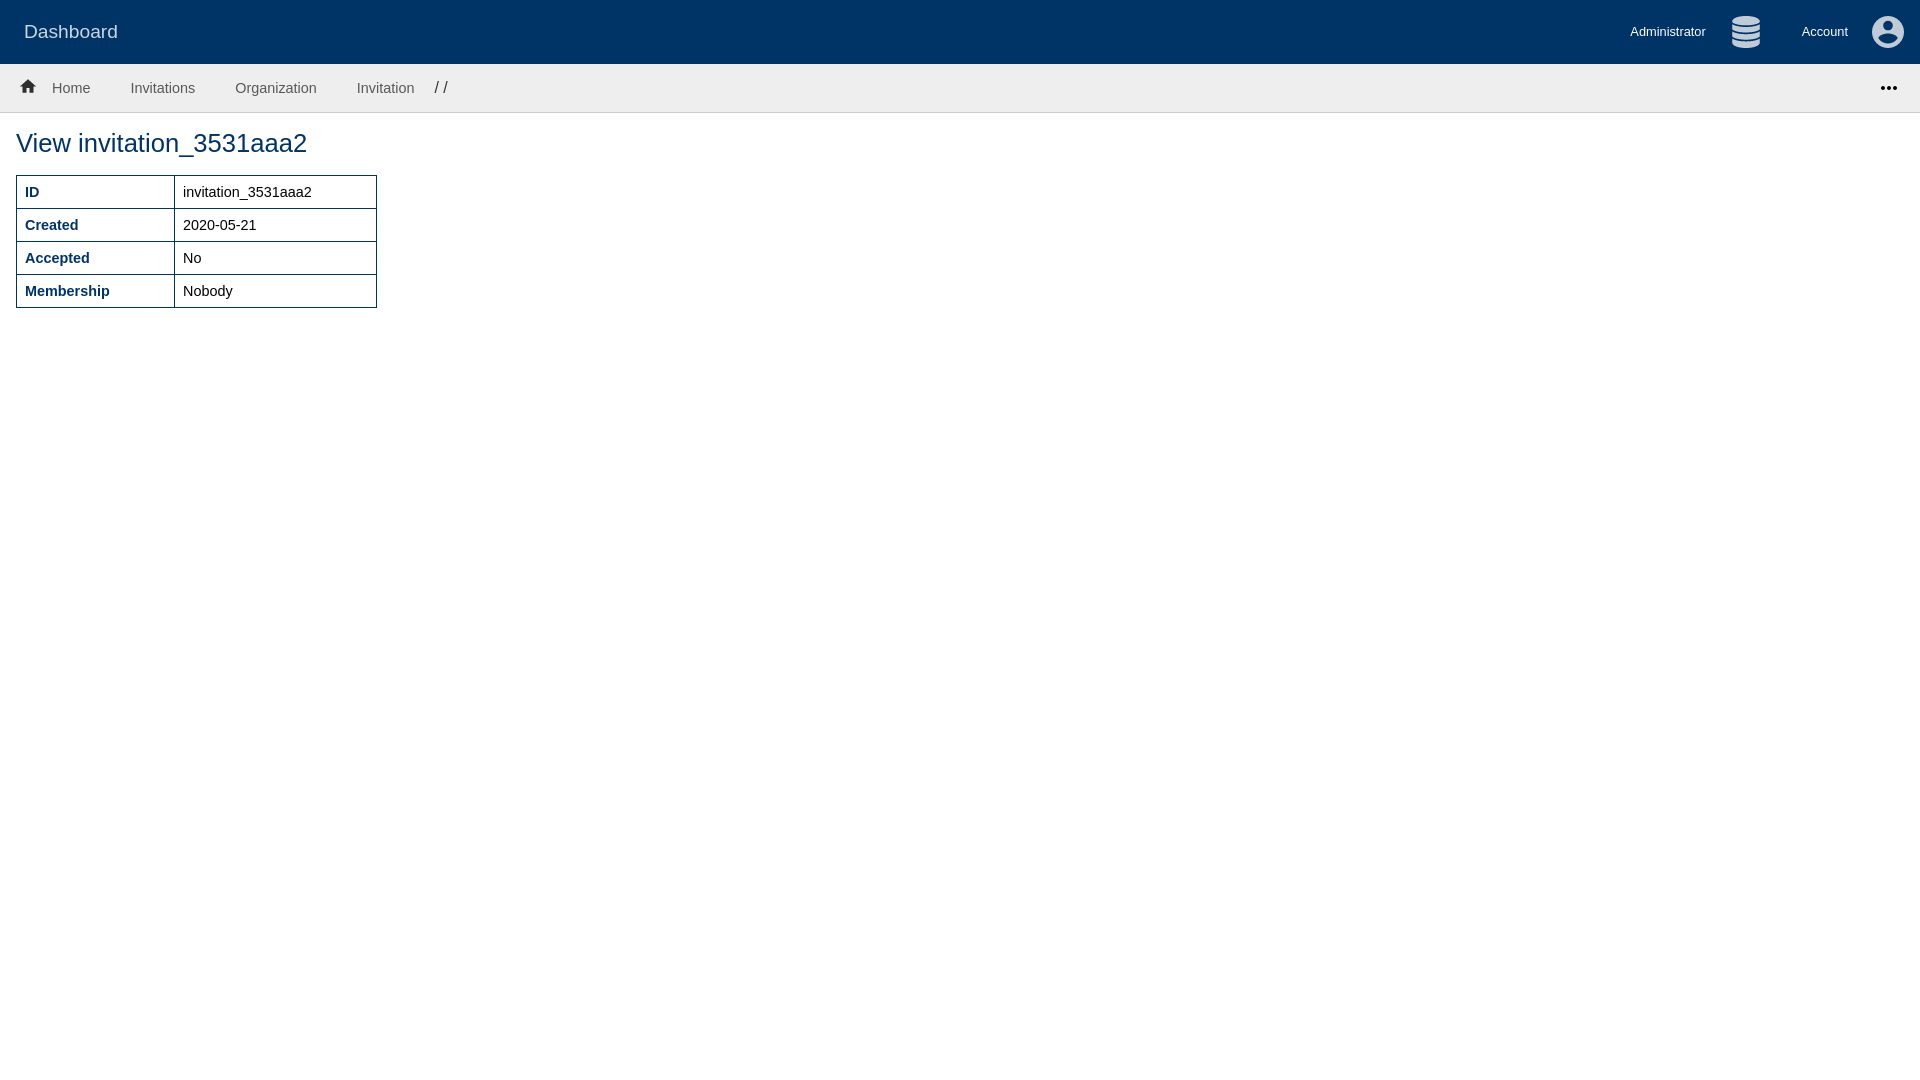 Dashboard
Administrator
Account
Home
Invitations
Organization
Invitation
/ /
View invitation_3531aaa2
ID invitation_3531aaa2
Created 2020-05-21
Accepted No
Membership Nobody